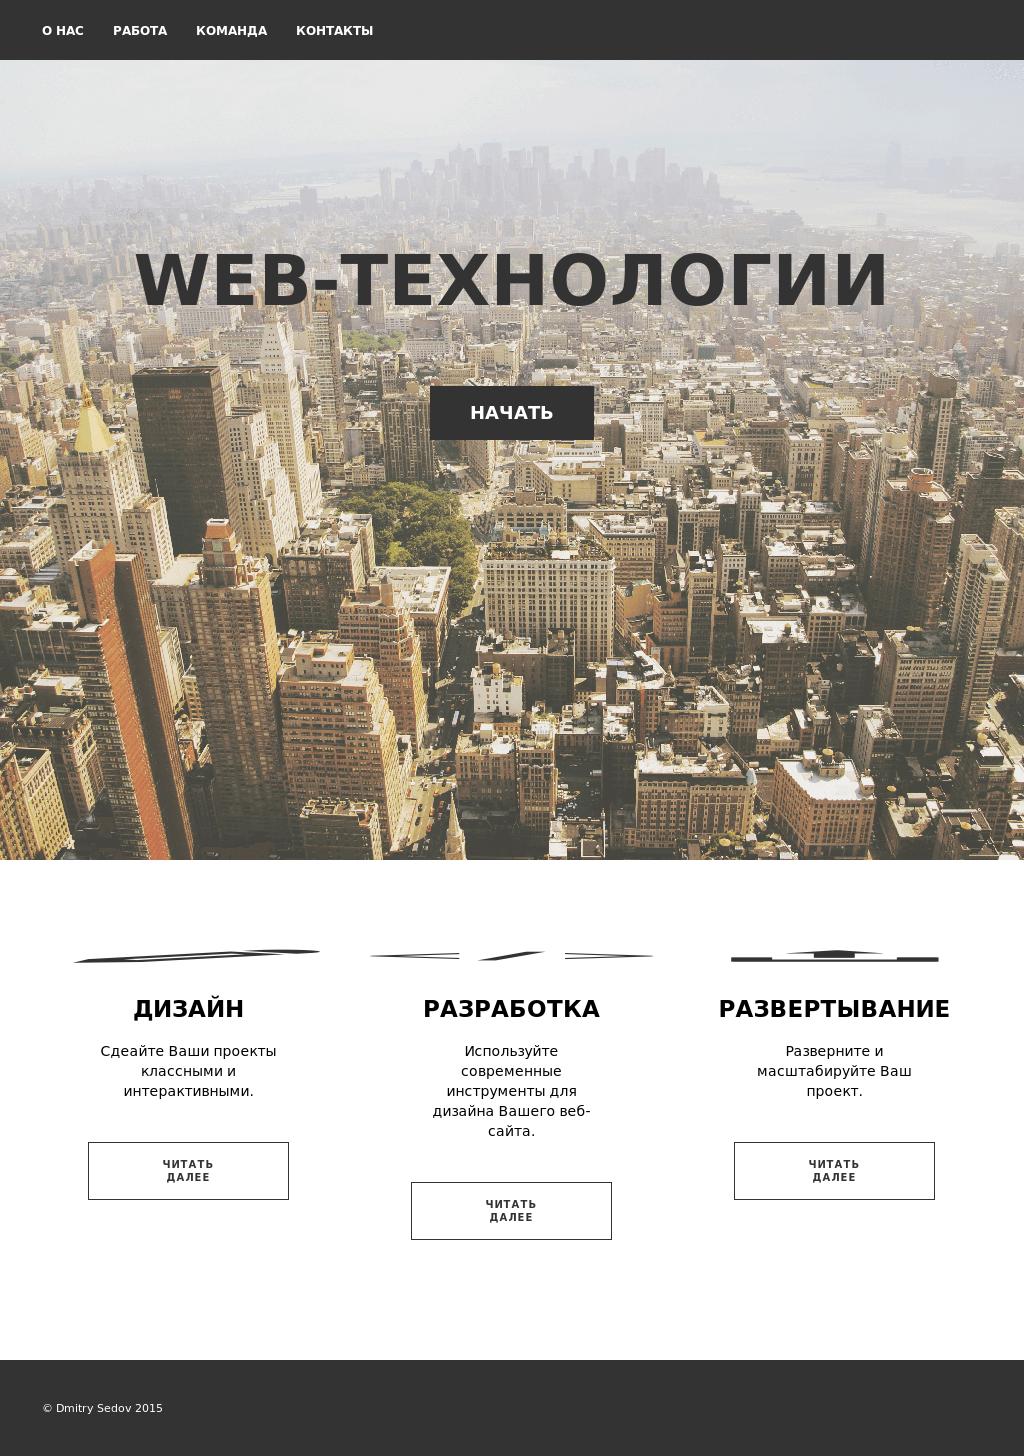 О НАС РАБОТА КОМАНДА КОНТАКТЫ
WEB-ТЕХНОЛОГИИ
НАЧАТЬ
ДИЗАЙН
Сдеайте Ваши проекты
классными и
интерактивными.
ЧИТАТЬ
ДАЛЕЕ
РАЗРАБОТКА
Используйте
современные
инструменты для
дизайна Вашего веб-
сайта.
ЧИТАТЬ
ДАЛЕЕ
РАЗВЕРТЫВАНИЕ
Разверните и
масштабируйте Ваш
проект.
ЧИТАТЬ
ДАЛЕЕ
© Dmitry Sedov 2015